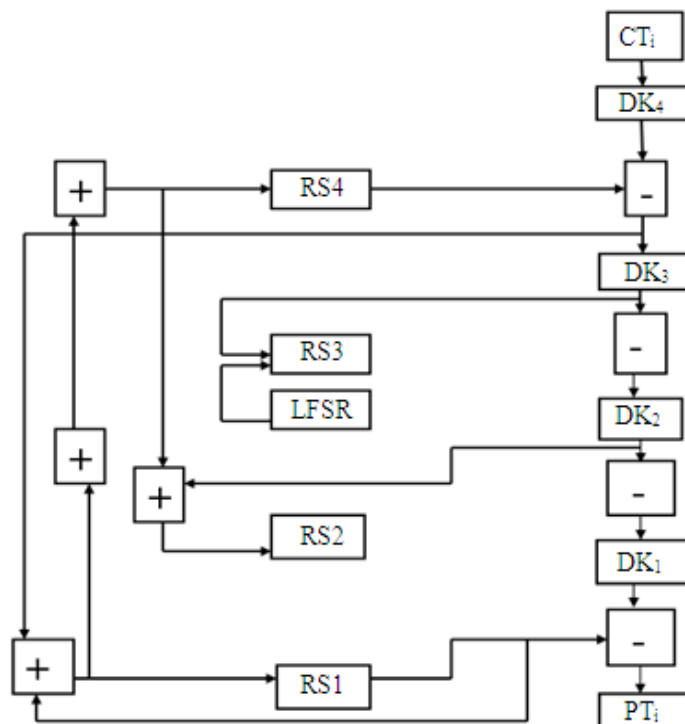 CTᵢ
DK₄
+
RS4
-
DK₃
RS3
-
LFSR
DK₂
+
+
-
RS2
DK₁
+
RS1
-
PTᵢ